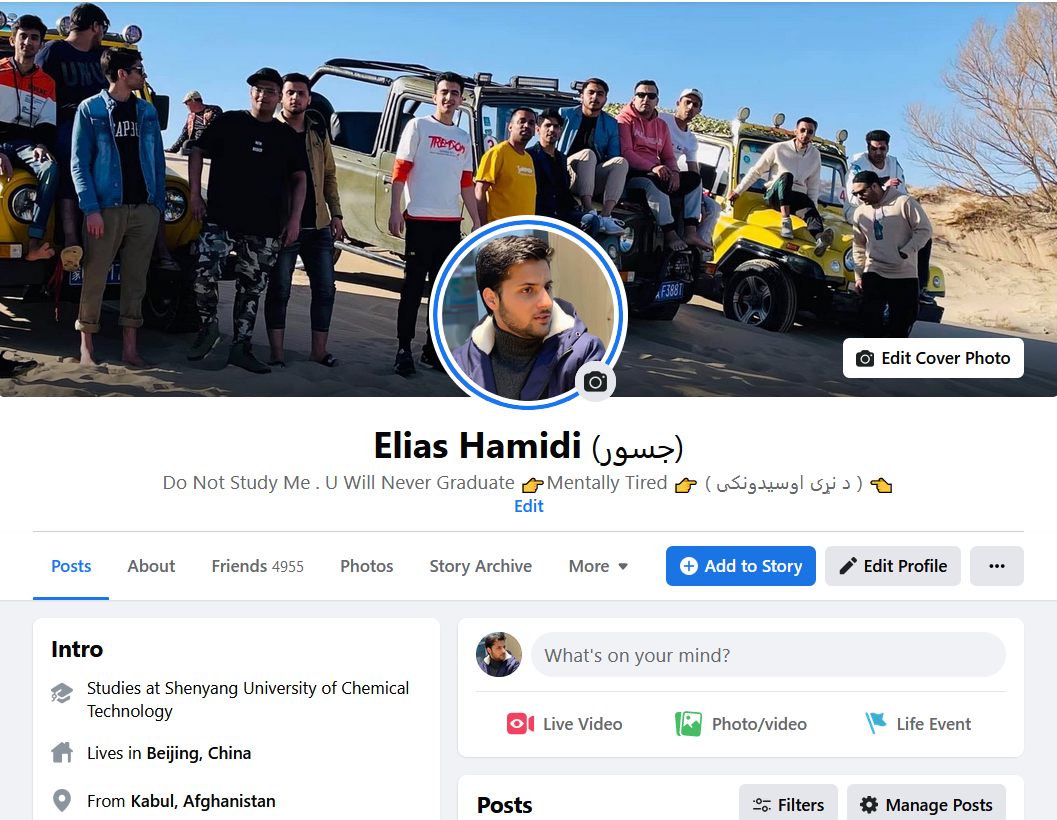 TREMDOM
Edit Cover Photo
Elias Hamidi (جسور)
Do Not Study Me . U Will Never Graduate 👉Mentally Tired 👉 ( د نړی اوسیدونکی ) 👈
Edit
Posts About Friends 4955 Photos Story Archive More Add to Story Edit Profile ...
Intro
Studies at Shenyang University of Chemical
Technology
Lives in Beijing, China
From Kabul, Afghanistan
What's on your mind?
Live Video Photo/video Life Event
Posts Filters Manage Posts